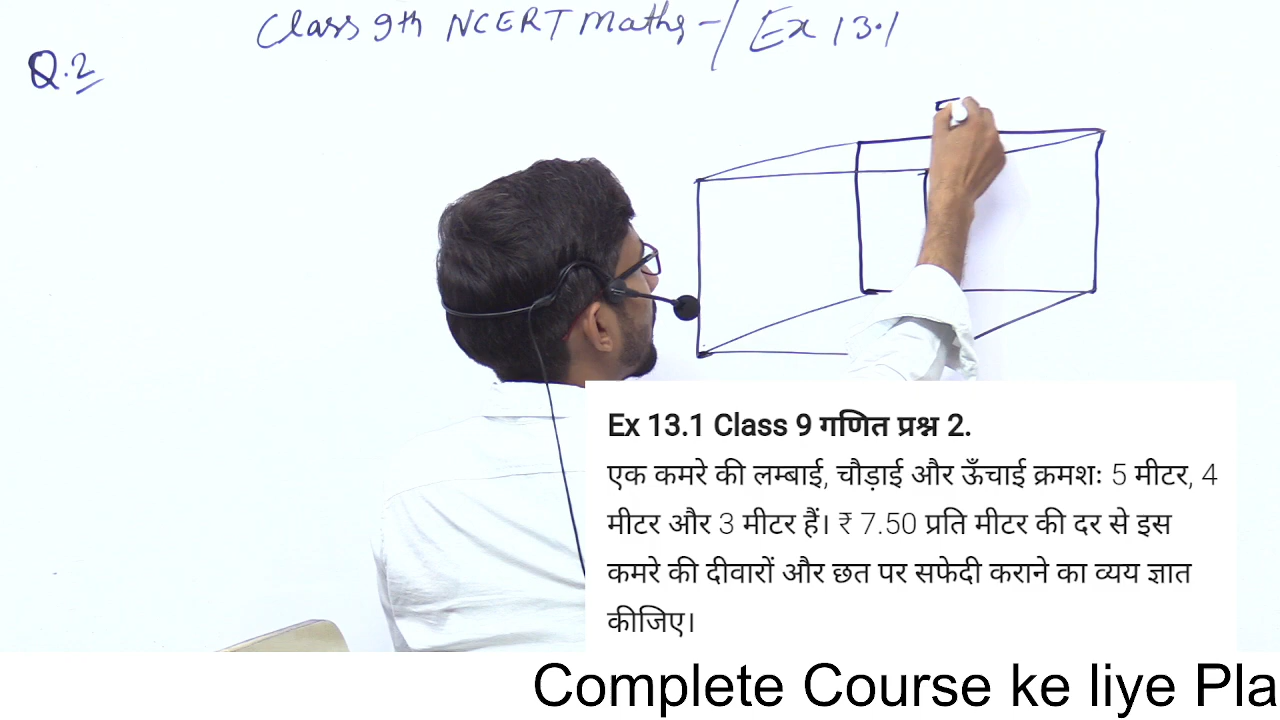 Class 9th NCERT Maths - / Ex 13.1
Q.2
5
Ex 13.1 Class 9 गणित प्रश्न 2.
एक कमरे की लम्बाई, चौड़ाई और ऊँचाई क्रमशः 5 मीटर, 4
मीटर और 3 मीटर हैं। ₹ 7.50 प्रति मीटर की दर से इस
कमरे की दीवारों और छत पर सफेदी कराने का व्यय ज्ञात
कीजिए।
Complete Course ke liye Pla